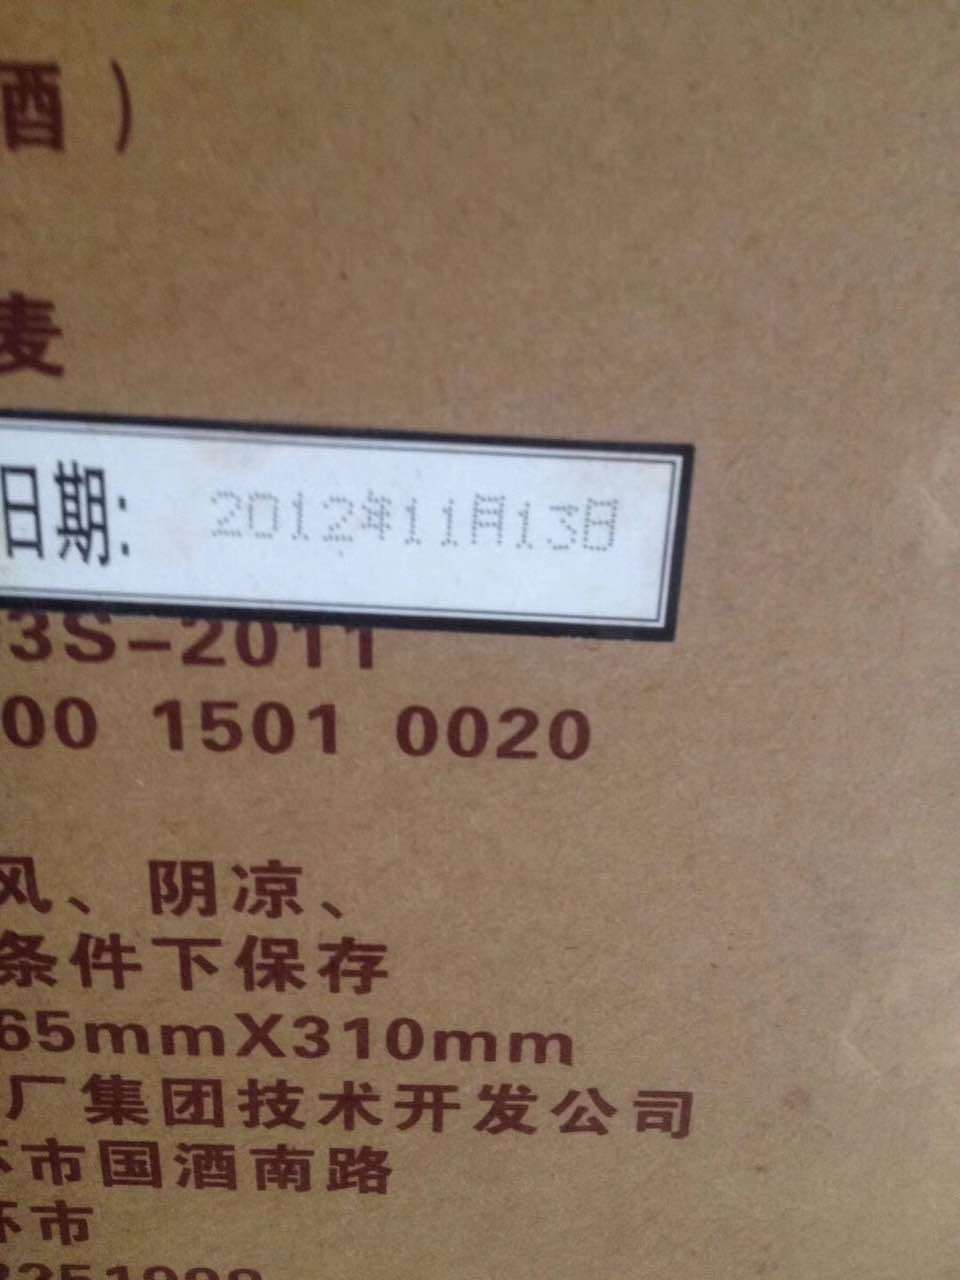 酒）
麦
日期: 2012年11月13日
3S-2011
00 1501 0020
风、阴凉、
条件下保存
65mmX310mm
厂集团技术开发公司
市国酒南路
怀市